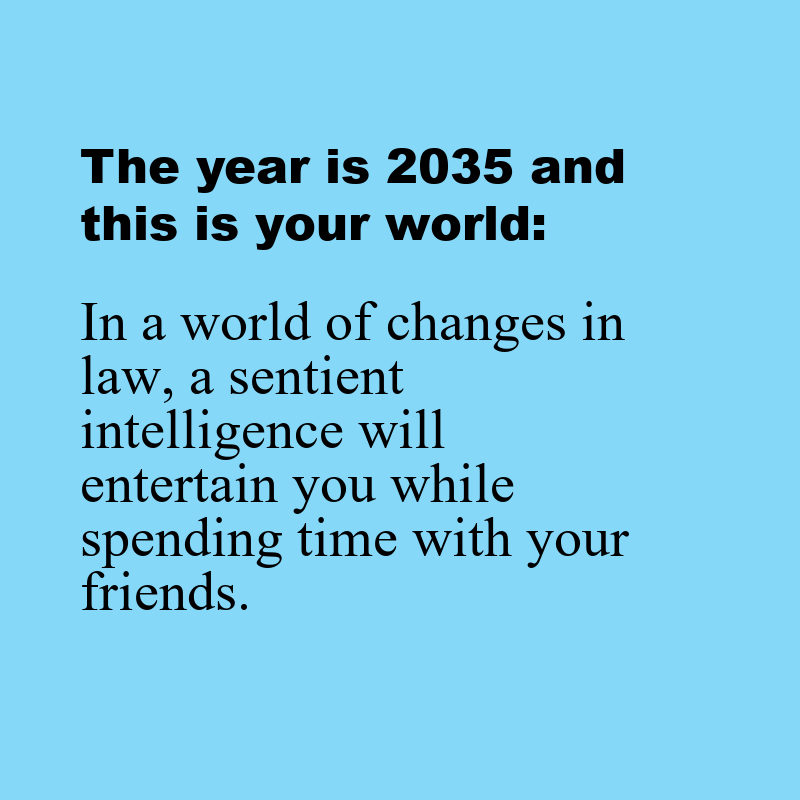 The year is 2035 and
this is your world:
In a world of changes in
law, a sentient
intelligence will
entertain you while
spending time with your
friends.